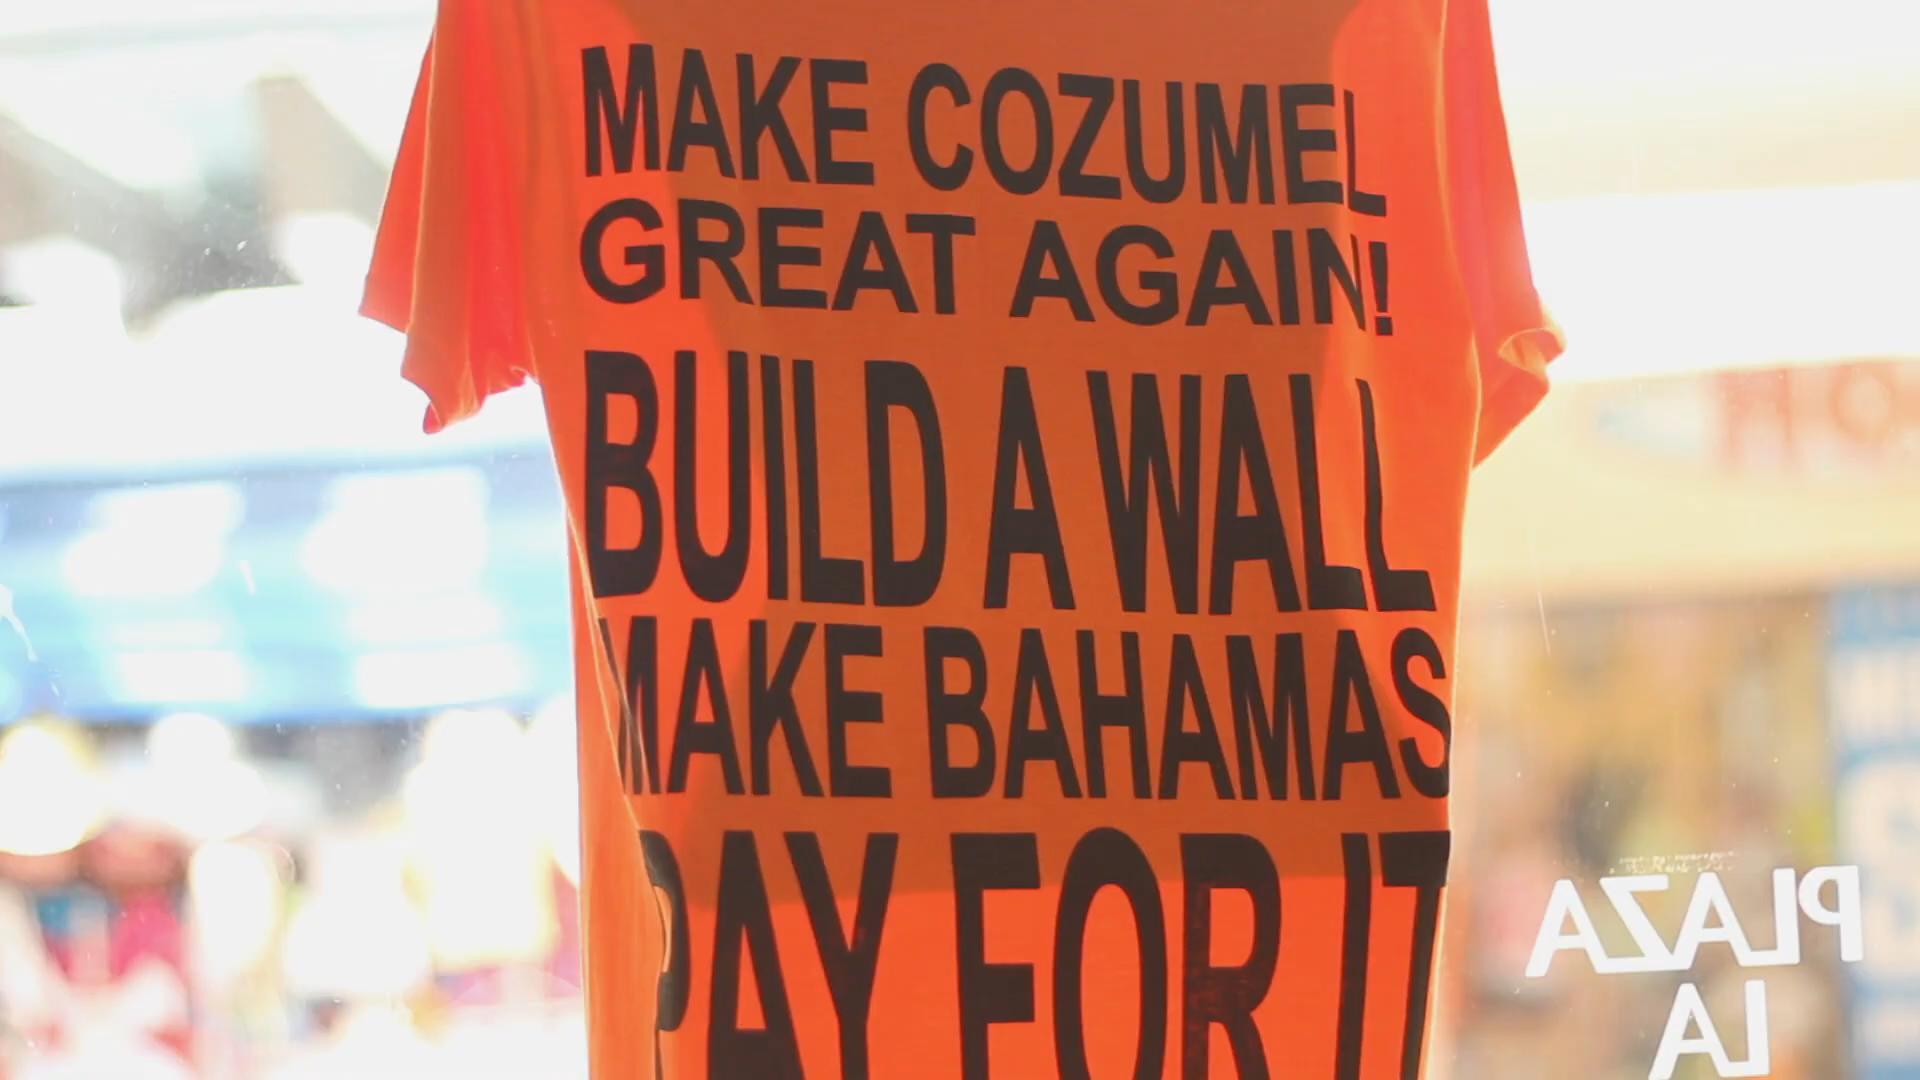 MAKE COZUMEL
GREAT AGAIN!
BUILD A WALL
MAKE BAHAMAS
PAY FOR IT
PLAZA
LA